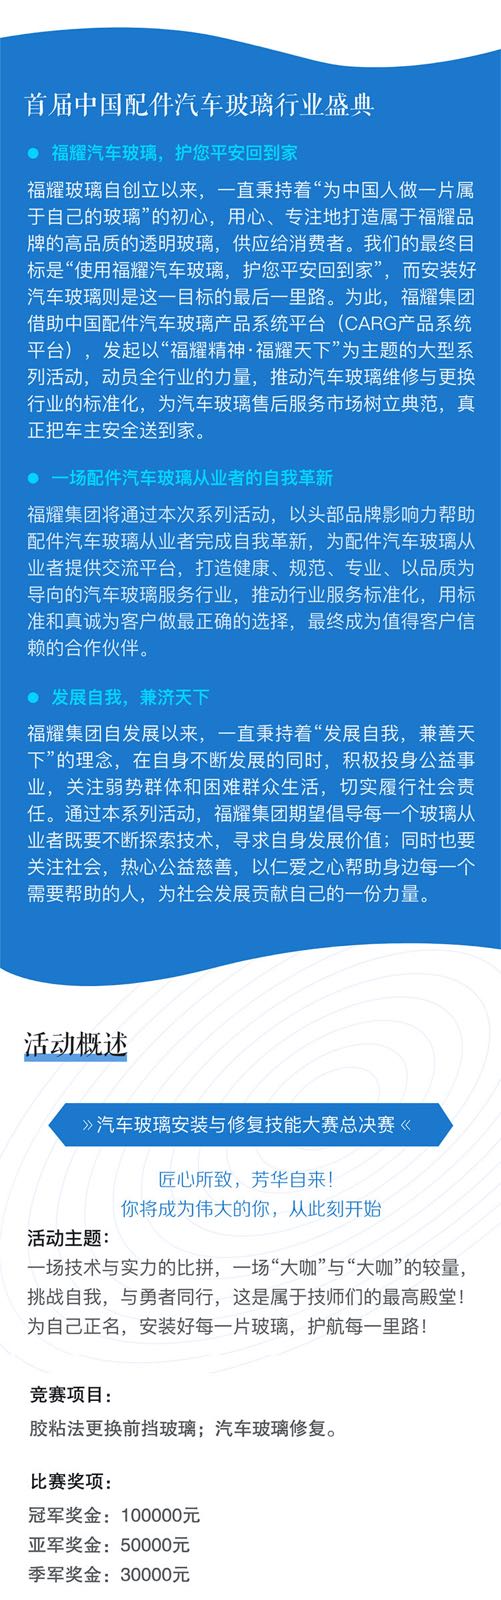 首届中国配件汽车玻璃行业盛典
● 福耀汽车玻璃，护您平安回到家
福耀玻璃自创立以来，一直秉持着“为中国人做一片属
于自己的玻璃”的初心，用心、专注地打造属于福耀品
牌的高品质的透明玻璃，供应给消费者。我们的最终目
标是“使用福耀汽车玻璃，护您平安回到家”，而安装好
汽车玻璃则是这一目标的最后一里路。为此，福耀集团
借助中国配件汽车玻璃产品系统平台（CARG产品系统
平台），发起以“福耀精神·福耀天下”为主题的大型系
列活动，动员全行业的力量，推动汽车玻璃维修与更换
行业的标准化，为汽车玻璃售后服务市场树立典范，真
正把车主安全送到家。
● 一场配件汽车玻璃从业者的自我革新
福耀集团将通过本次系列活动，以头部品牌影响力帮助
配件汽车玻璃从业者完成自我革新，为配件汽车玻璃从
业者提供交流平台，打造健康、规范、专业、以品质为
导向的汽车玻璃服务行业，推动行业服务标准化，用标
准和真诚为客户做最正确的选择，最终成为值得客户信
赖的合作伙伴。
● 发展自我，兼济天下
福耀集团自发展以来，一直秉持着“发展自我，兼善天
下”的理念，在自身不断发展的同时，积极投身公益事
业，关注弱势群体和困难群众生活，切实履行社会责
任。通过本系列活动，福耀集团期望倡导每一个玻璃从
业者既要不断探索技术，寻求自身发展价值；同时也要
关注社会，热心公益慈善，以仁爱之心帮助身边每一个
需要帮助的人，为社会发展贡献自己的一份力量。
活动概述
»汽车玻璃安装与修复技能大赛总决赛«
匠心所致，芳华自来！
你将成为伟大的你，从此刻开始
活动主题：
一场技术与实力的比拼，一场“大咖”与“大咖”的较量，
挑战自我，与勇者同行，这是属于技师们的最高殿堂！
为自己正名，安装好每一片玻璃，护航每一里路！
竞赛项目：
胶粘法更换前挡玻璃；汽车玻璃修复。
比赛奖项：
冠军奖金：100000元
亚军奖金：50000元
季军奖金：30000元